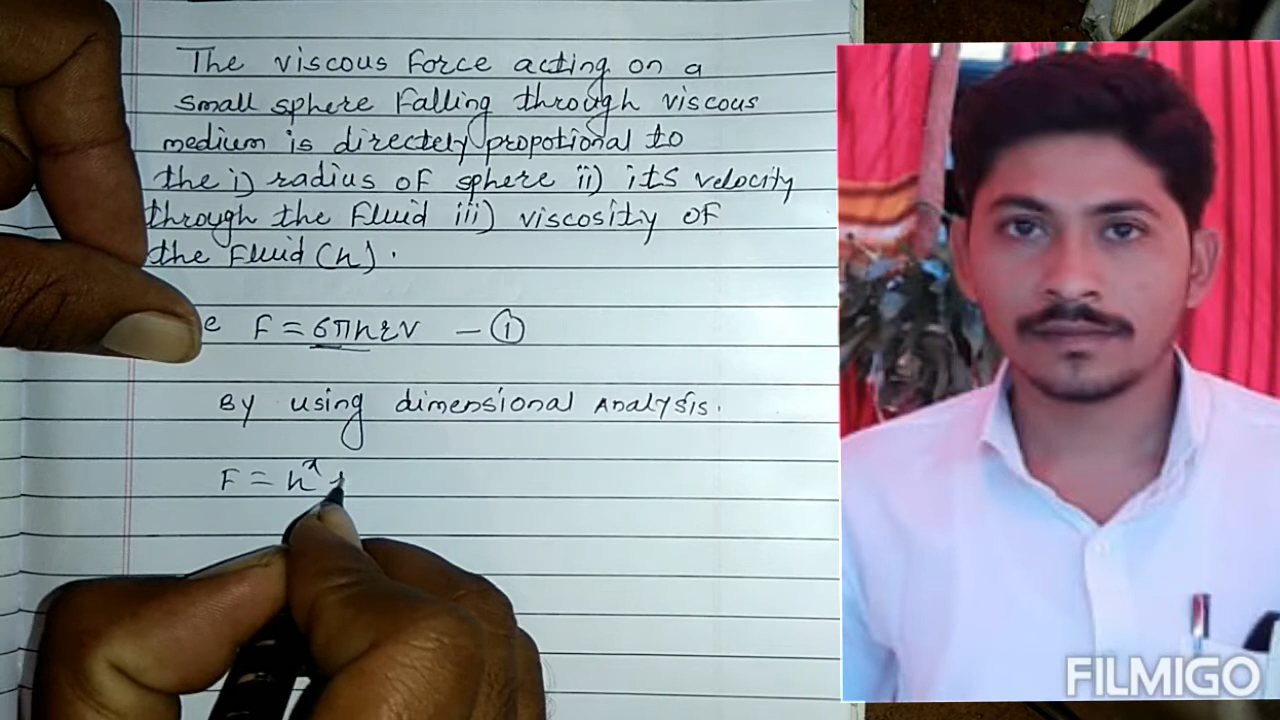 The viscous force acting on a
small sphere falling through viscous
medium is directely propotional to
the i) radius of sphere ii) its velocity
through the fluid iii) viscosity of
the fluid (η).
e F = 6πηrv — ①
By using dimensional Analysis.
F = η^x
FILMIGO